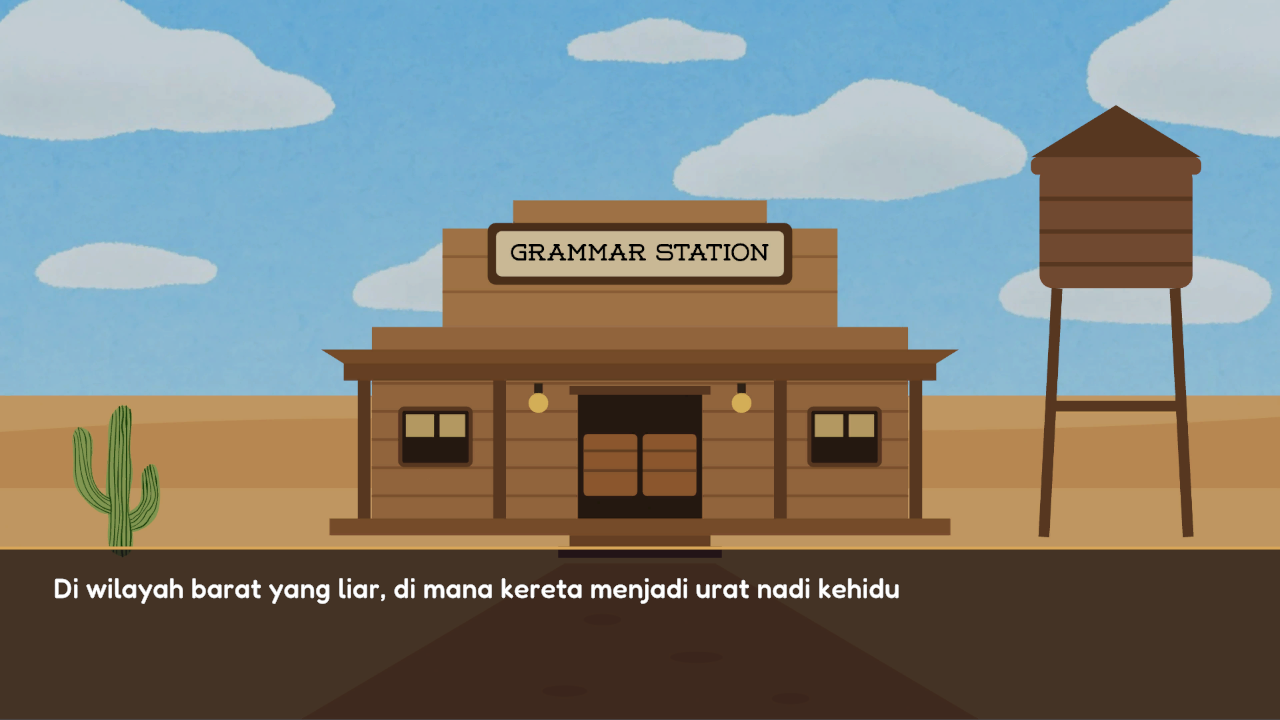 GRAMMAR STATION
Di wilayah barat yang liar, di mana kereta menjadi urat nadi kehidu